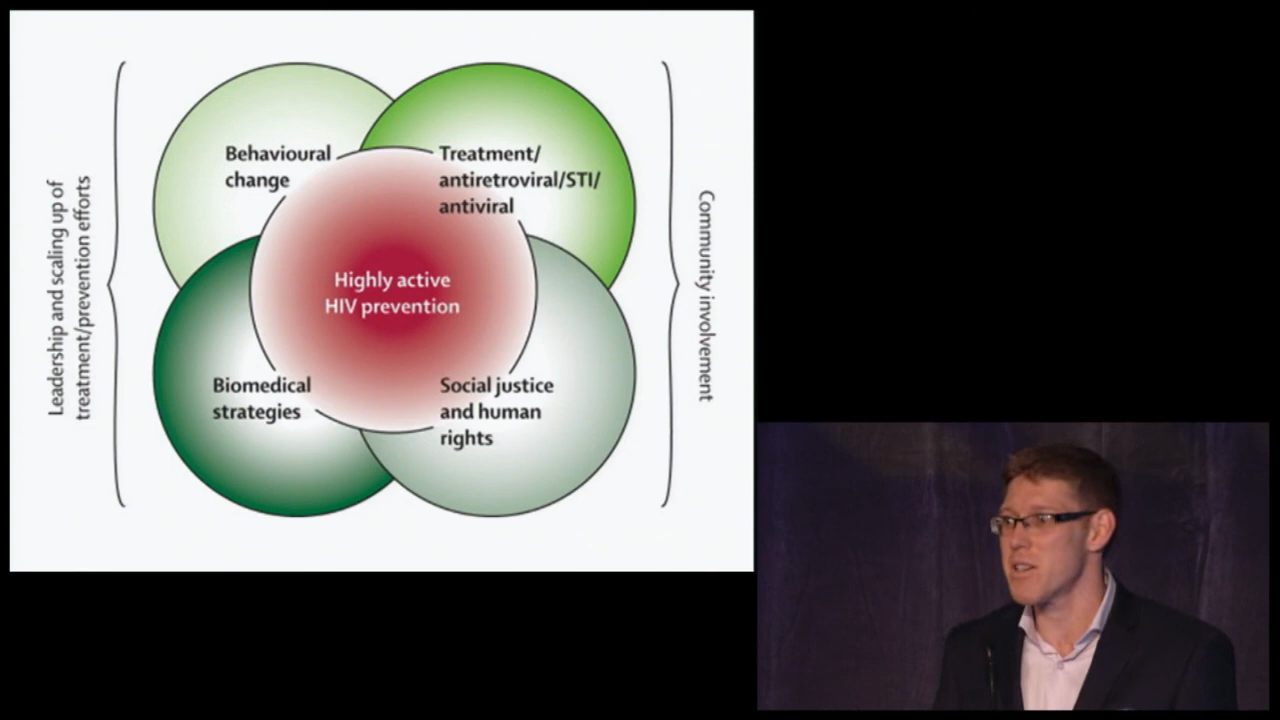 Leadership and scaling up of
treatment/prevention efforts
Behavioural
change
Treatment/
antiretroviral/STI/
antiviral
Highly active
HIV prevention
Biomedical
strategies
Social justice
and human
rights
Community involvement